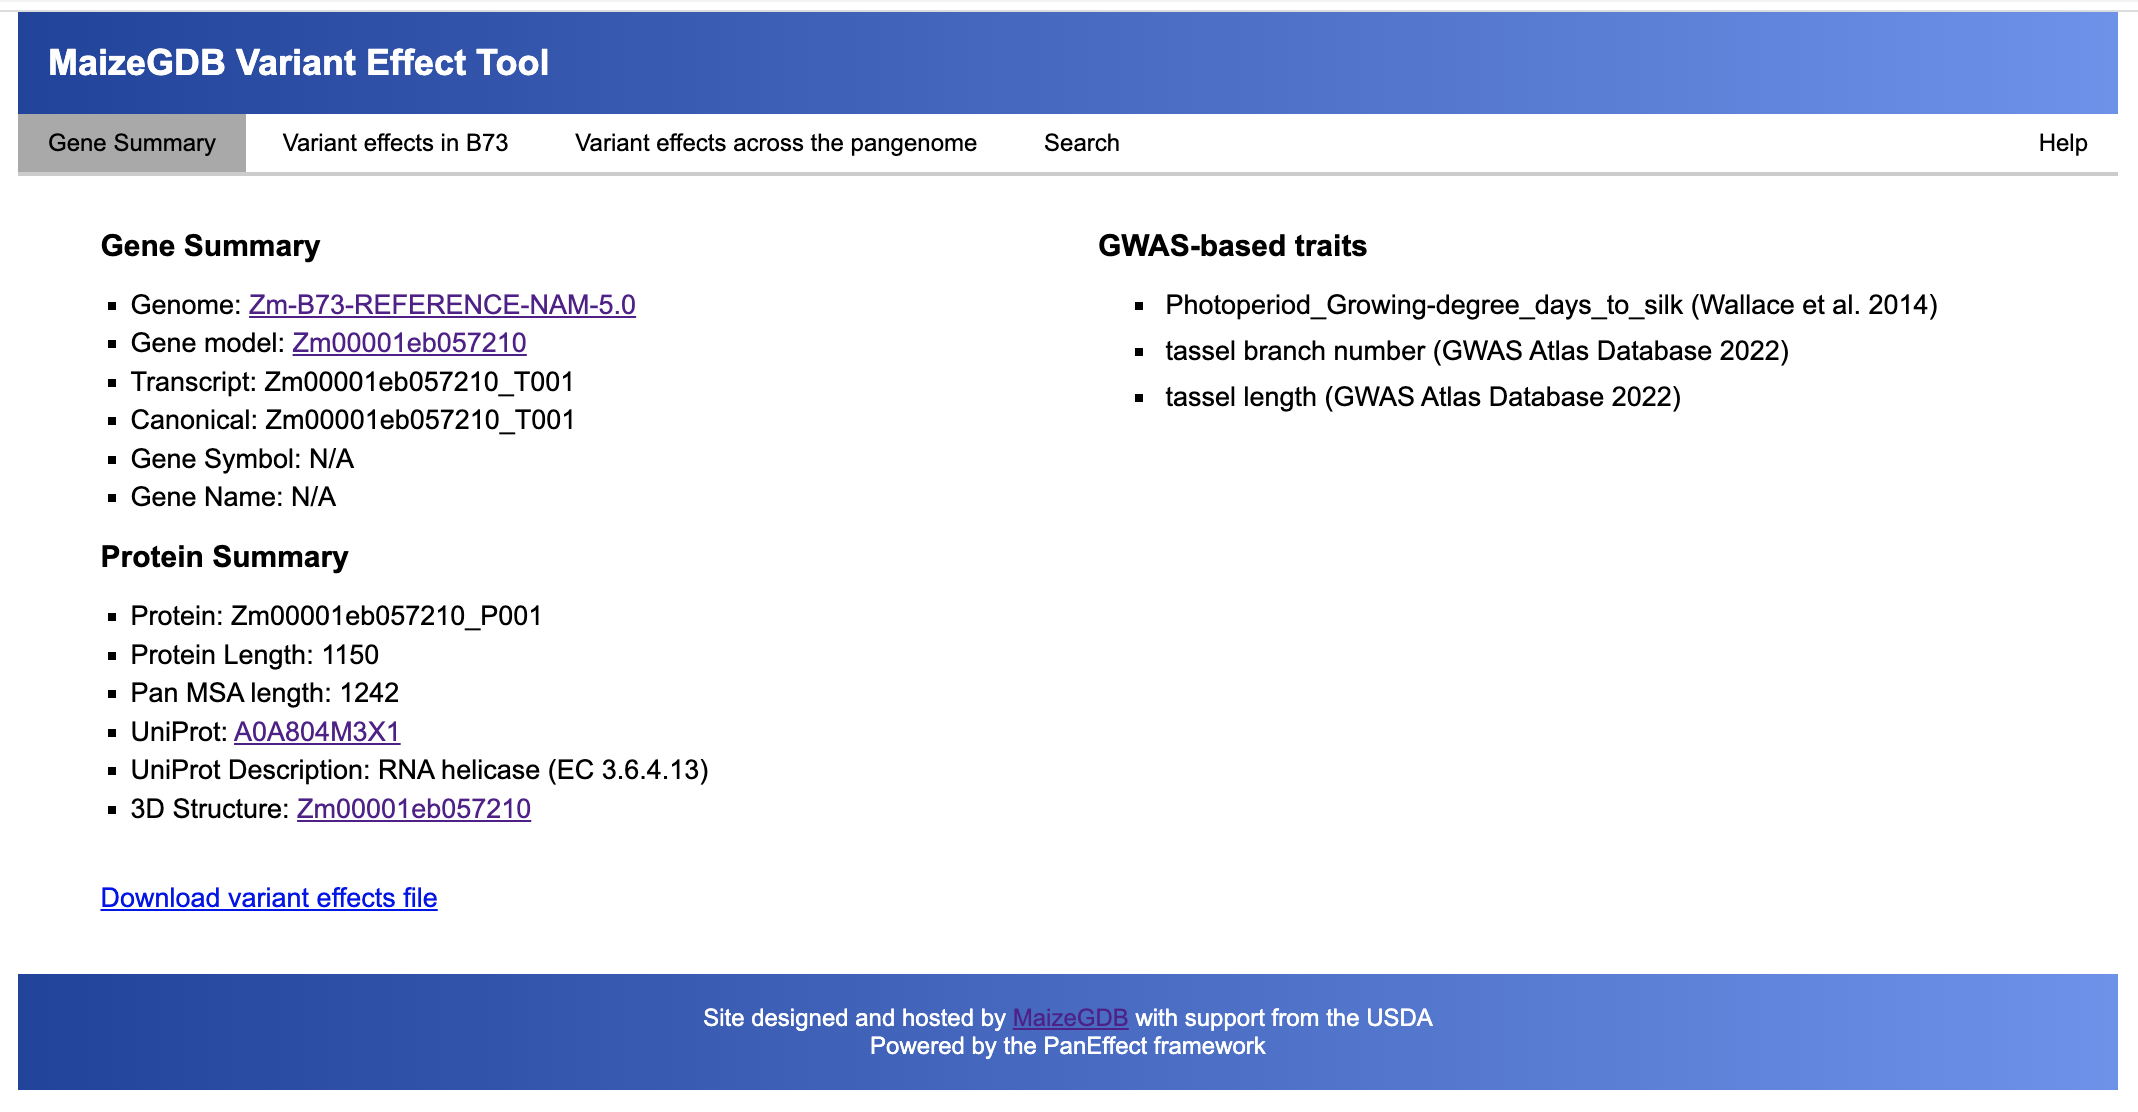 MaizeGDB Variant Effect Tool
Gene Summary Variant effects in B73 Variant effects across the pangenome Search Help
Gene Summary
Genome: Zm-B73-REFERENCE-NAM-5.0
Gene model: Zm00001eb057210
Transcript: Zm00001eb057210_T001
Canonical: Zm00001eb057210_T001
Gene Symbol: N/A
Gene Name: N/A
Protein Summary
Protein: Zm00001eb057210_P001
Protein Length: 1150
Pan MSA length: 1242
UniProt: A0A804M3X1
UniProt Description: RNA helicase (EC 3.6.4.13)
3D Structure: Zm00001eb057210
Download variant effects file
GWAS-based traits
Photoperiod_Growing-degree_days_to_silk (Wallace et al. 2014)
tassel branch number (GWAS Atlas Database 2022)
tassel length (GWAS Atlas Database 2022)
Site designed and hosted by MaizeGDB with support from the USDA
Powered by the PanEffect framework